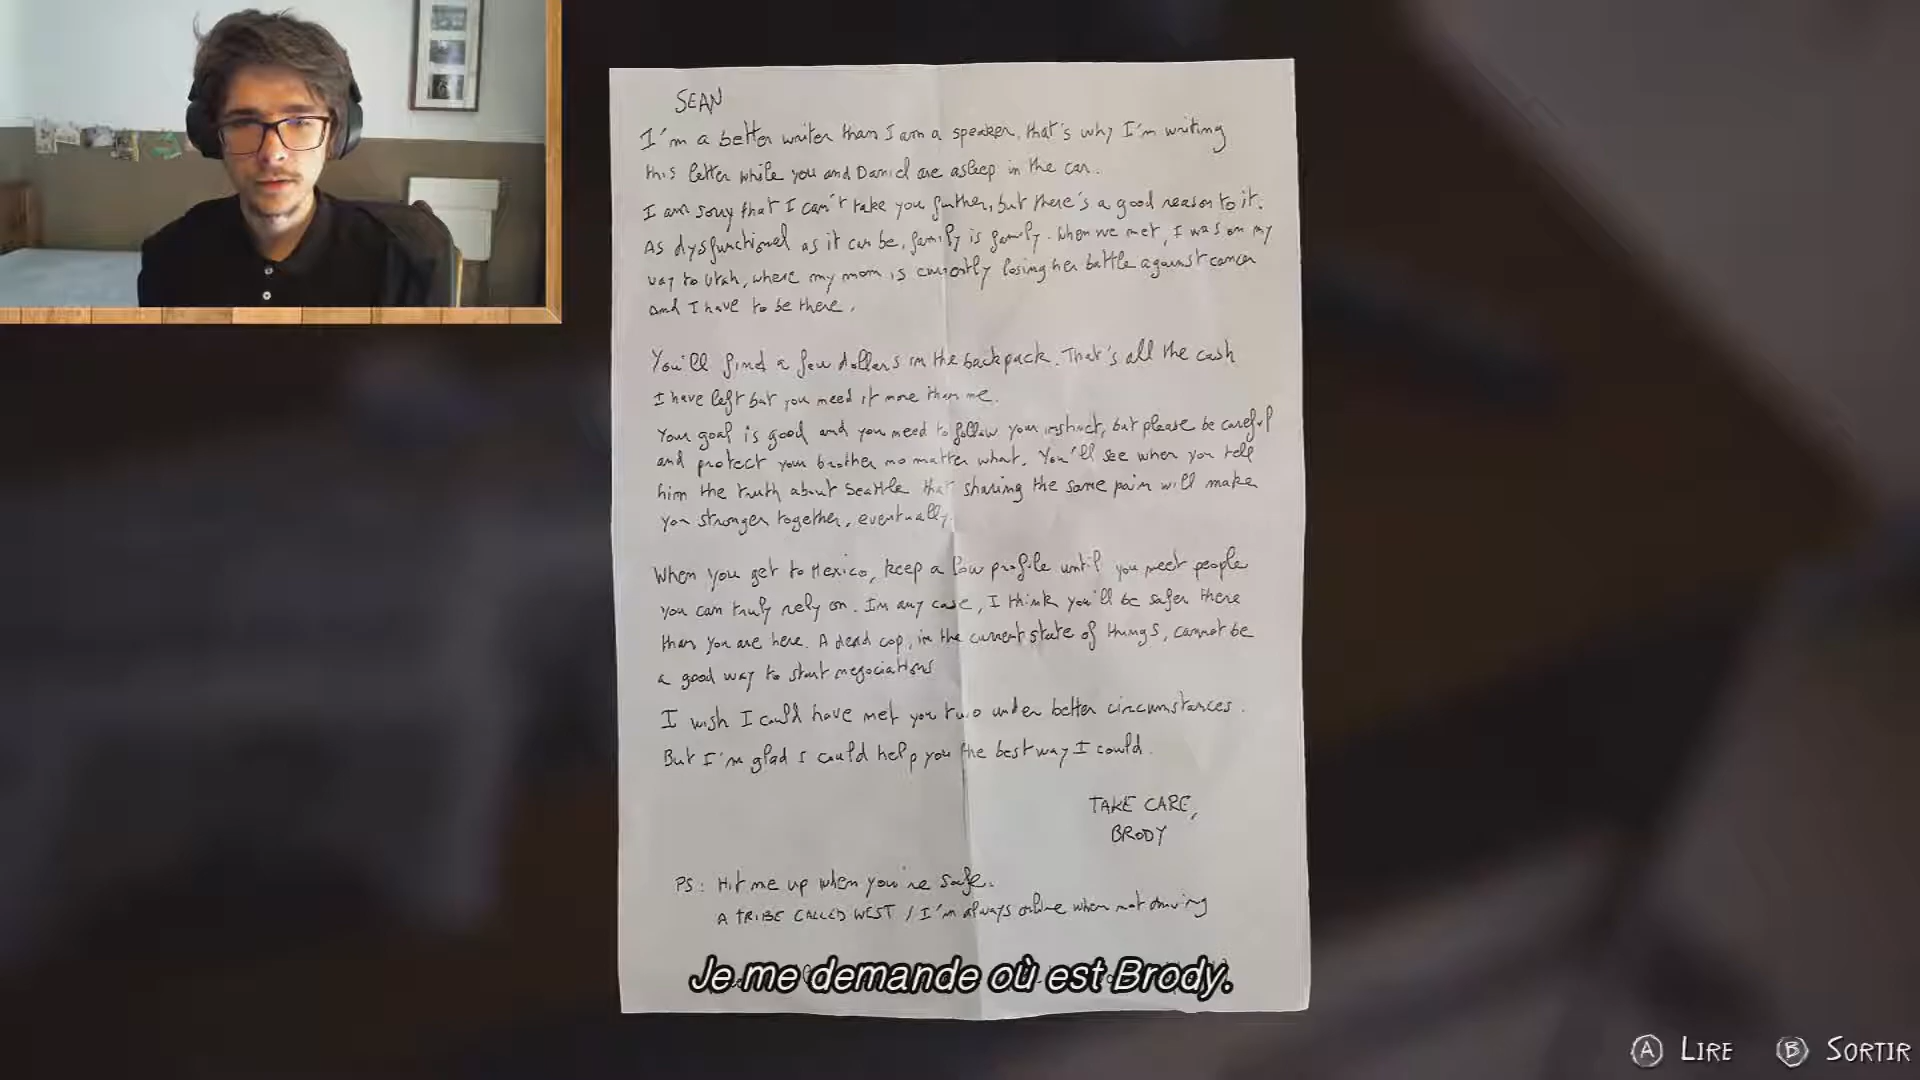 SEAN
I'm a better writer than I am a speaker, that's why I'm writing
this letter while you and Daniel are asleep in the car.
I am sorry that I can't take you further, but there's a good reason to it.
As dysfunctional as it can be, family is family. When we met, I was on my
way to Utah, where my mom is currently losing her battle against cancer
and I have to be there.
You'll find a few dollars in the backpack. That's all the cash
I have left but you need it more than me.
Your goal is good and you need to follow your instinct, but please be careful
and protect your brother no matter what. You'll see when you tell
him the truth about Seattle that sharing the same pain will make
you stronger together, eventually.
When you get to Mexico, keep a low profile until you meet people
you can truly rely on. In any case, I think you'll be safer there
than you are here. A dead cop, in the current state of things, cannot be
a good way to start negociations
I wish I could have met you two under better circumstances.
But I'm glad I could help you the best way I could.
TAKE CARE,
BRODY
PS: Hit me up when you're safe.
A TRIBE CALLED WEST / I'm always online when not driving
Je me demande où est Brody.
A LIRE B SORTIR